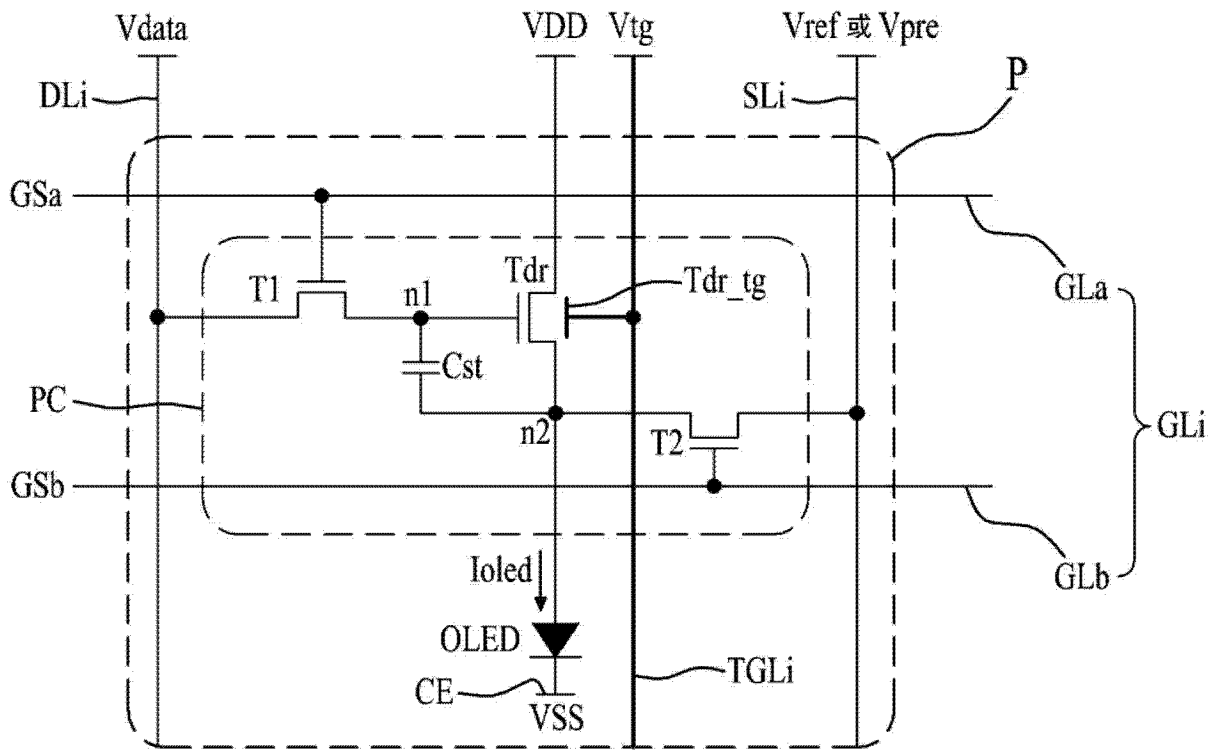 Vdata
VDD
Vtg
Vref 或 Vpre
DLi
SLi
P
GSa
Tdr
T1
n1
Tdr_tg
GLa
Cst
PC
n2
T2
GLi
GSb
Ioled
GLb
OLED
TGLi
CE
VSS